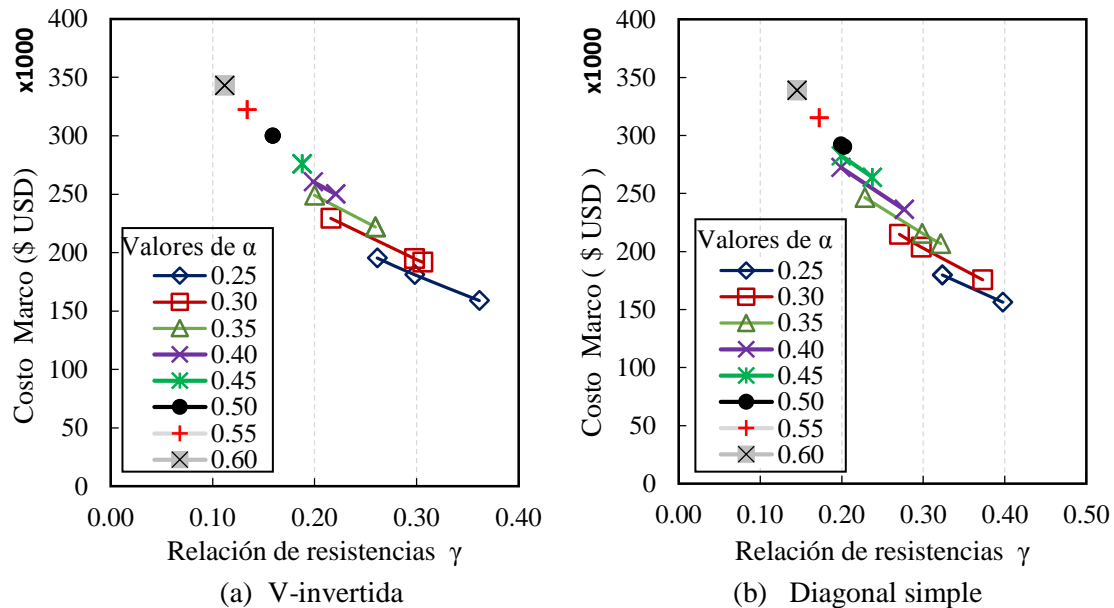 x1000
Costo Marco ($ USD)
400
350
300
250
200
150
100
50
0
Valores de α
0.25
0.30
0.35
0.40
0.45
0.50
0.55
0.60
0.00 0.10 0.20 0.30 0.40
Relación de resistencias γ
(a) V-invertida
x1000
Costo Marco ( $ USD )
400
350
300
250
200
150
100
50
0
Valores de α
0.25
0.30
0.35
0.40
0.45
0.50
0.55
0.60
0.00 0.10 0.20 0.30 0.40 0.50
Relación de resistencias γ
(b) Diagonal simple